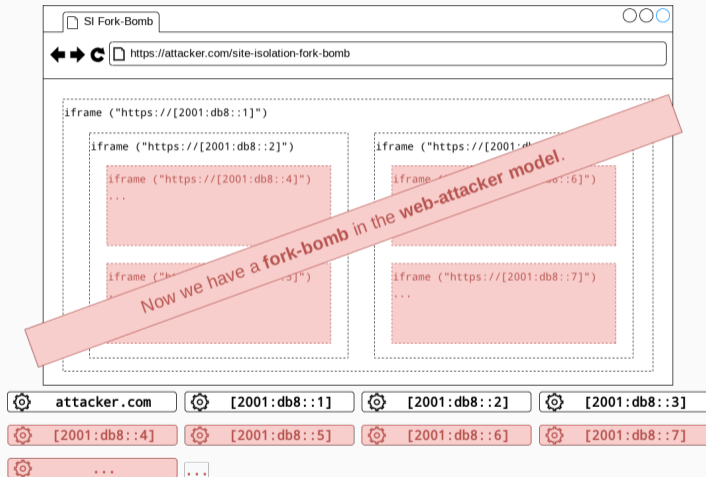 SI Fork-Bomb
https://attacker.com/site-isolation-fork-bomb
iframe ("https://[2001:db8::1]")
iframe ("https://[2001:db8::2]")
iframe ("https://[2001:
iframe ("https://[2001:db8::4]")
...
iframe ::6]")
Now we have a fork-bomb in the web-attacker model.
iframe ("h ]")
iframe ("https://[2001:db8::7]")
...
attacker.com
[2001:db8::1]
[2001:db8::2]
[2001:db8::3]
[2001:db8::4]
[2001:db8::5]
[2001:db8::6]
[2001:db8::7]
...
...